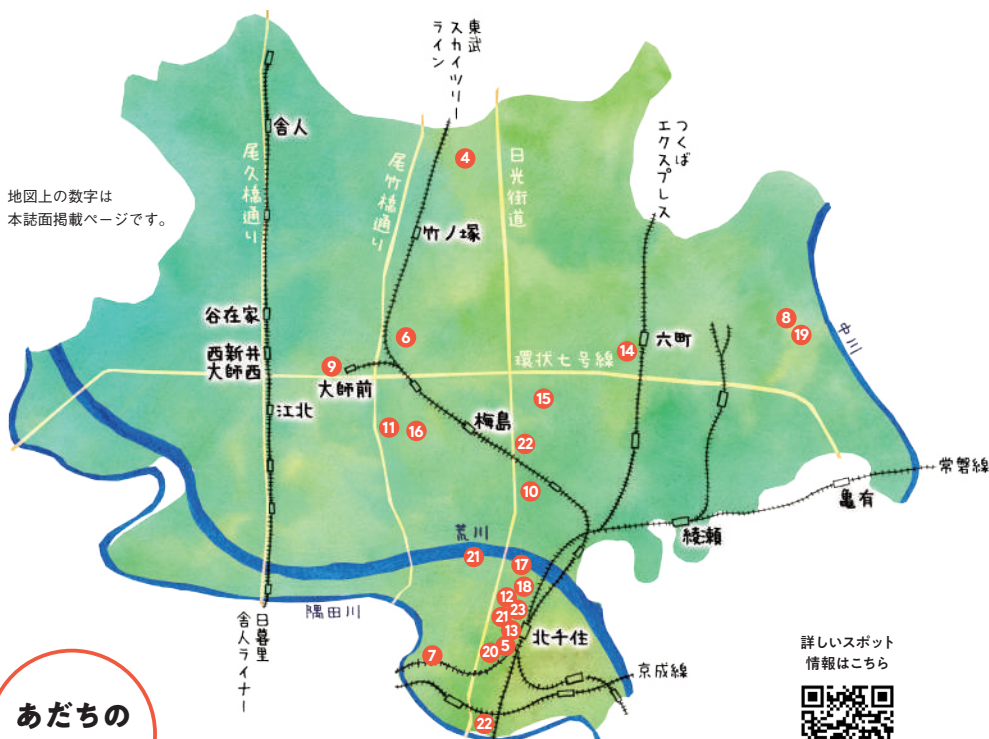 東武
スカイツリー
ライン
舎人
尾久橋通り
尾竹橋通り
日光街道
つくば
エクスプレス
4
地図上の数字は
本誌面掲載ページです。
竹ノ塚
谷在家
西新井
大師西
6
8
19
中川
9
大師前
環状七号線
14
六町
江北
15
11
16
梅島
22
10
常磐線
亀有
綾瀬
荒川
21
17
18
12
23
21
13
北千住
5
20
7
隅田川
日暮里
舎人ライナー
京成線
22
詳しいスポット
情報はこちら
あだちの